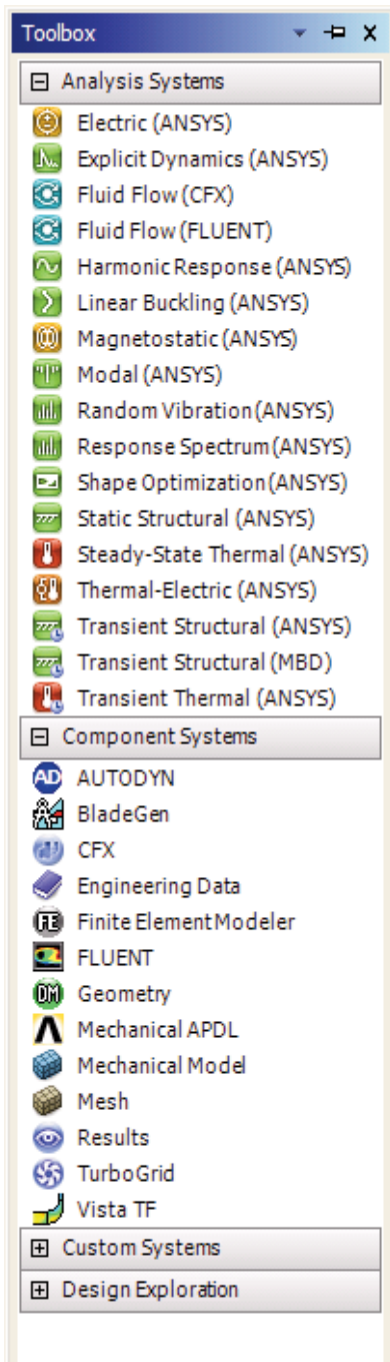 Toolbox
Analysis Systems
Electric (ANSYS)
Explicit Dynamics (ANSYS)
Fluid Flow (CFX)
Fluid Flow (FLUENT)
Harmonic Response (ANSYS)
Linear Buckling (ANSYS)
Magnetostatic (ANSYS)
Modal (ANSYS)
Random Vibration (ANSYS)
Response Spectrum (ANSYS)
Shape Optimization (ANSYS)
Static Structural (ANSYS)
Steady-State Thermal (ANSYS)
Thermal-Electric (ANSYS)
Transient Structural (ANSYS)
Transient Structural (MBD)
Transient Thermal (ANSYS)
Component Systems
AD AUTODYN
BladeGen
CFX
Engineering Data
FE Finite Element Modeler
FLUENT
DM Geometry
Mechanical APDL
Mechanical Model
Mesh
Results
TurboGrid
Vista TF
Custom Systems
Design Exploration